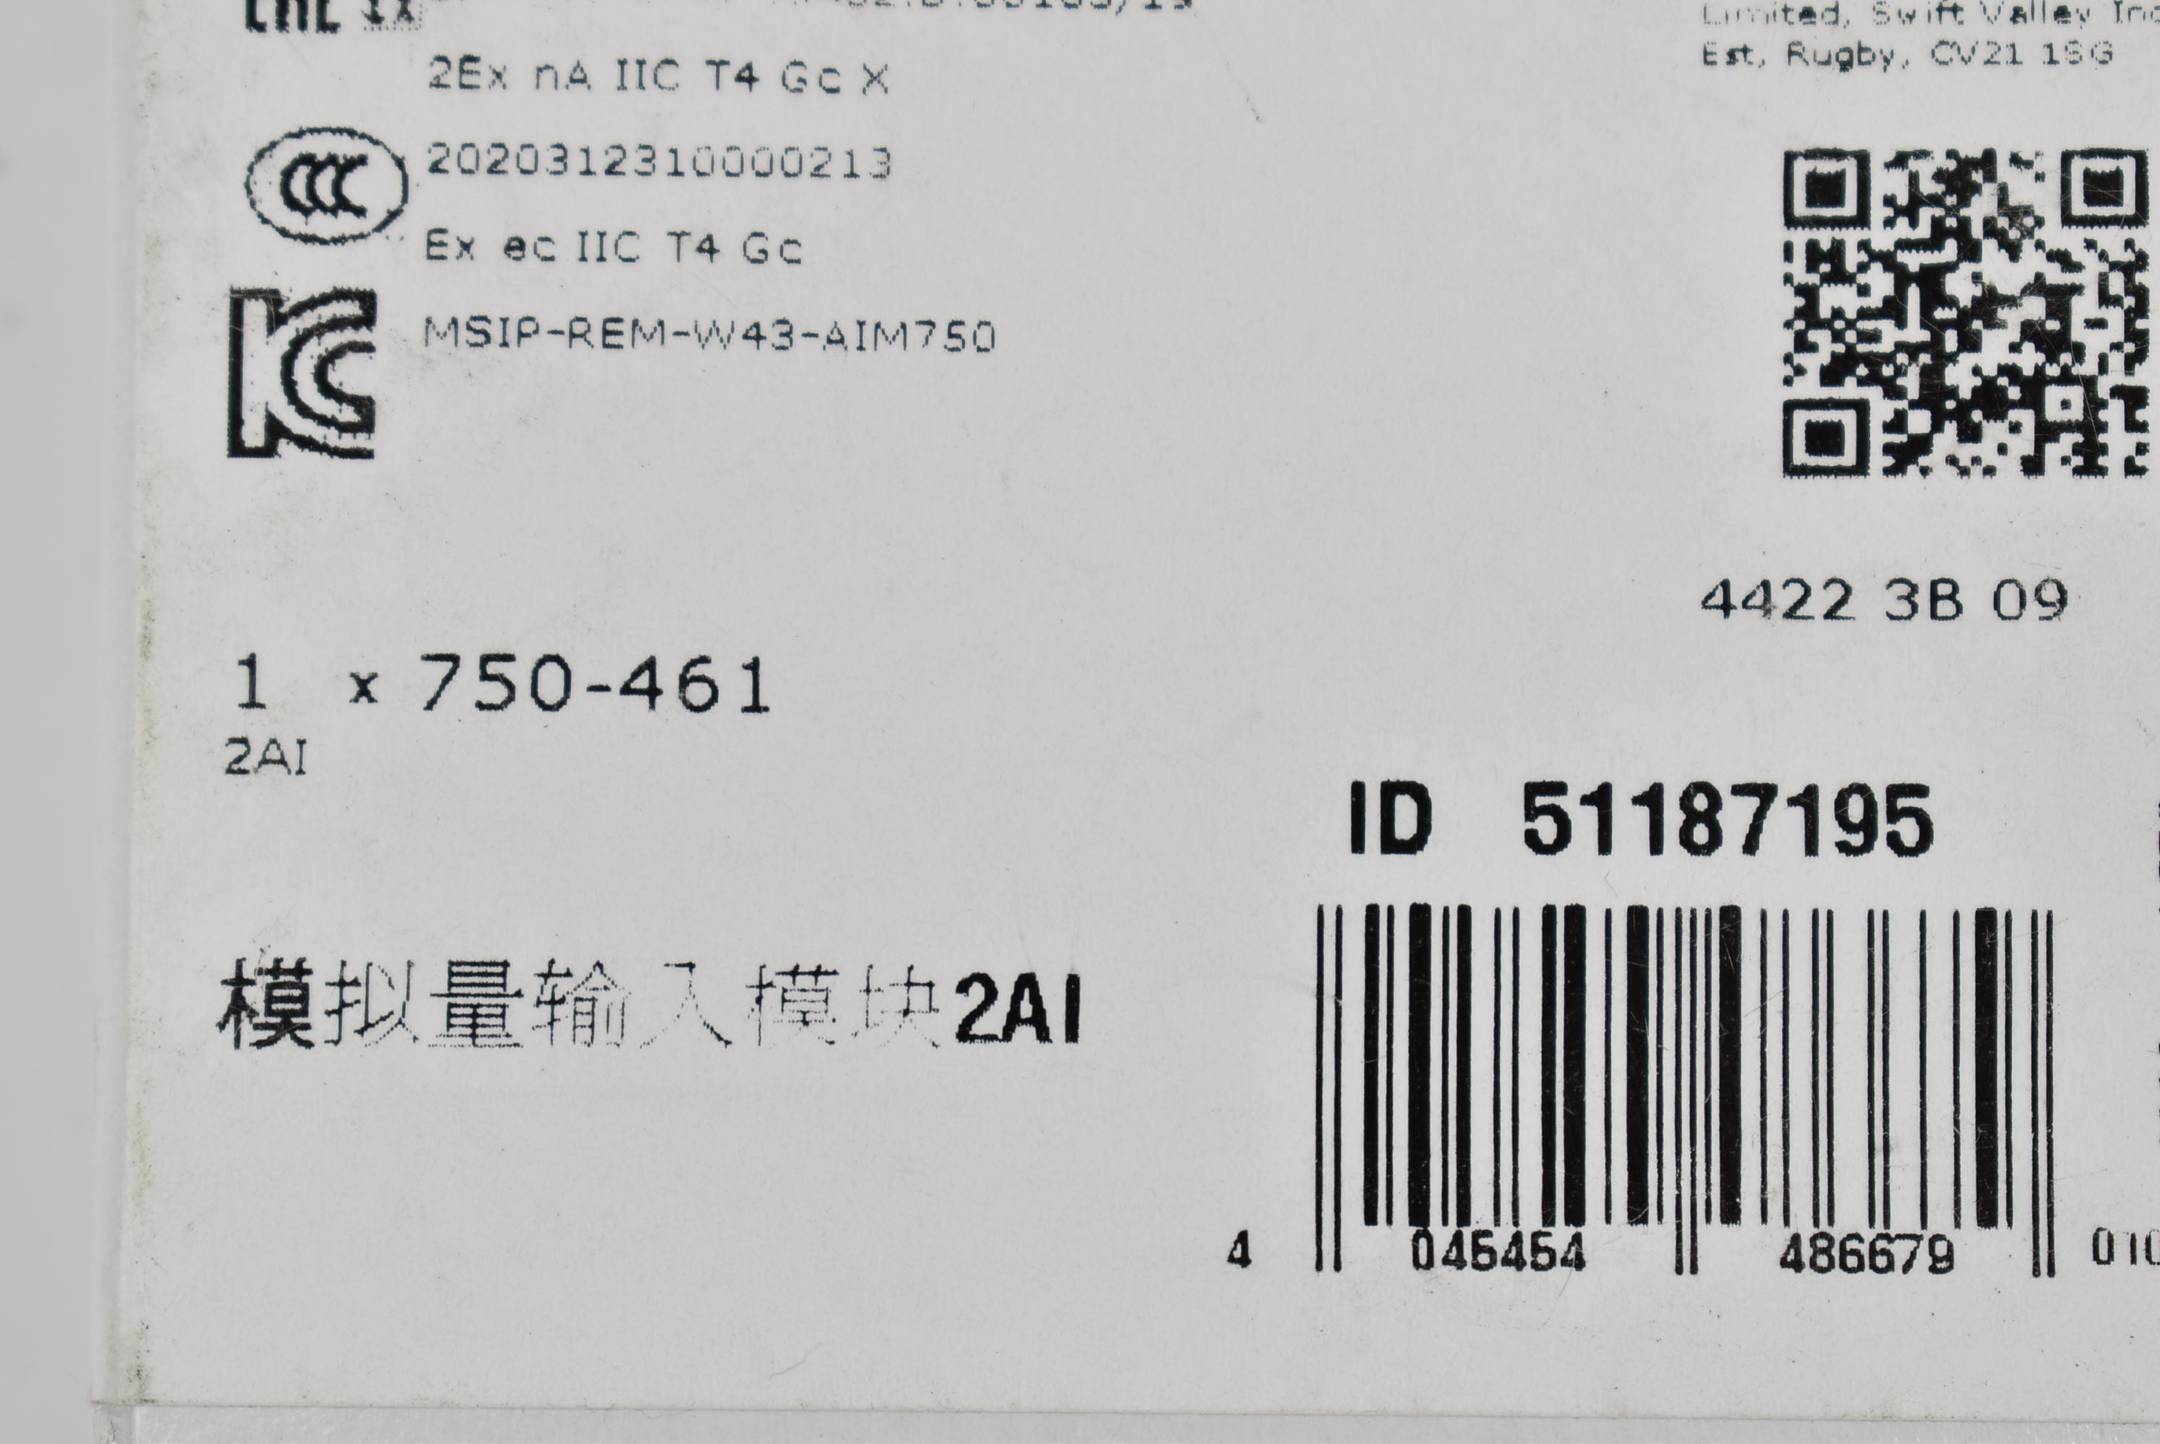 EHC Ex
Limited, Swift Valley
Est, Rugby, CV21 1SG
2Ex nA IIC T4 Gc X
2020312310000213
Ex ec IIC T4 Gc
MSIP-REM-W43-AIM750
4422 3B 09
1 x 750-461
2AI
ID 51187195
模拟量输入模块2AI
4 045454 486679